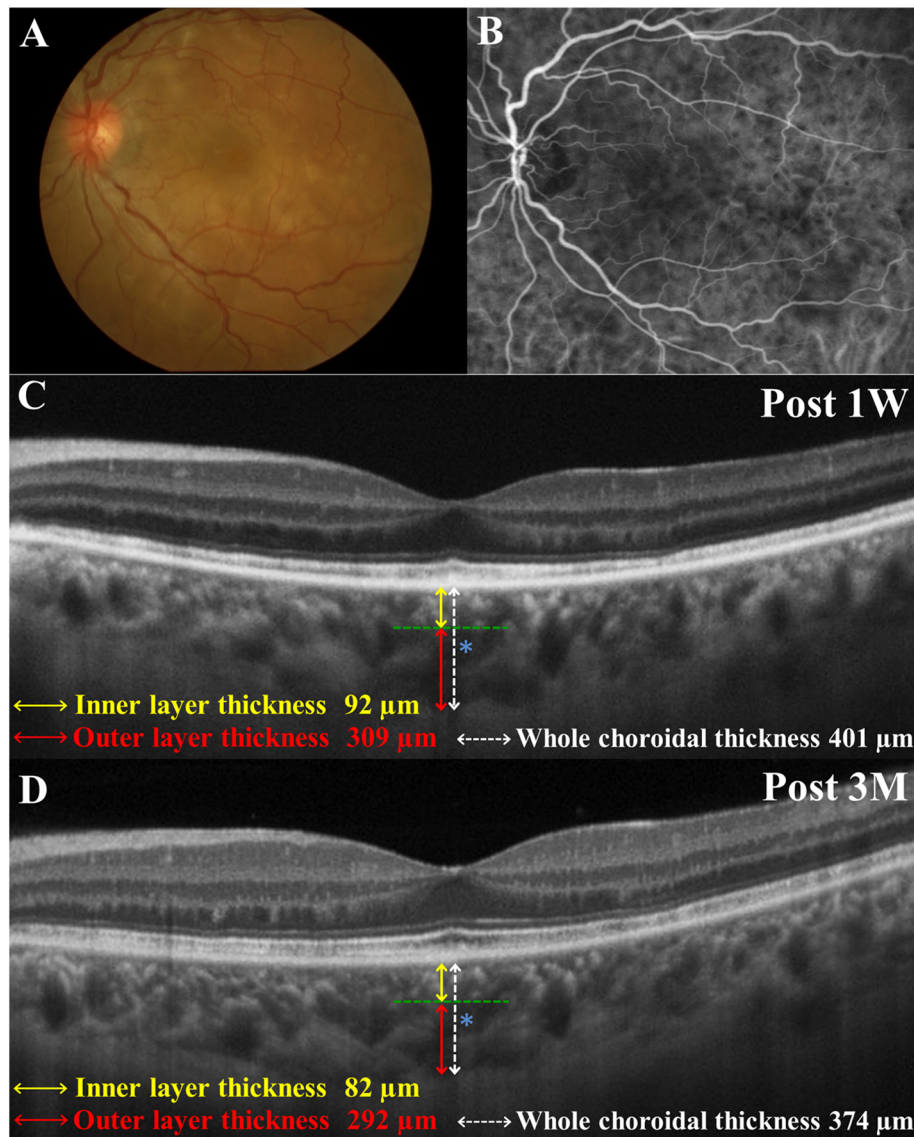 A
B
C
Post 1W
*
Inner layer thickness 92 µm
Outer layer thickness 309 µm
Whole choroidal thickness 401 µm
D
Post 3M
*
Inner layer thickness 82 µm
Outer layer thickness 292 µm
Whole choroidal thickness 374 µm